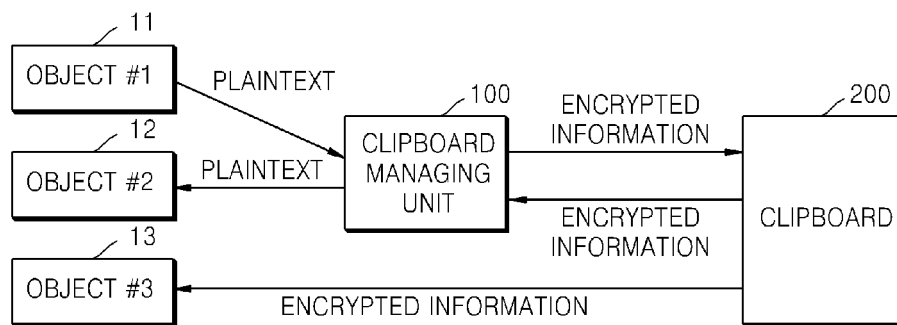 11
OBJECT #1
PLAINTEXT
100
ENCRYPTED
INFORMATION
200
12
OBJECT #2
PLAINTEXT
CLIPBOARD
MANAGING
UNIT
ENCRYPTED
INFORMATION
CLIPBOARD
13
OBJECT #3
ENCRYPTED INFORMATION